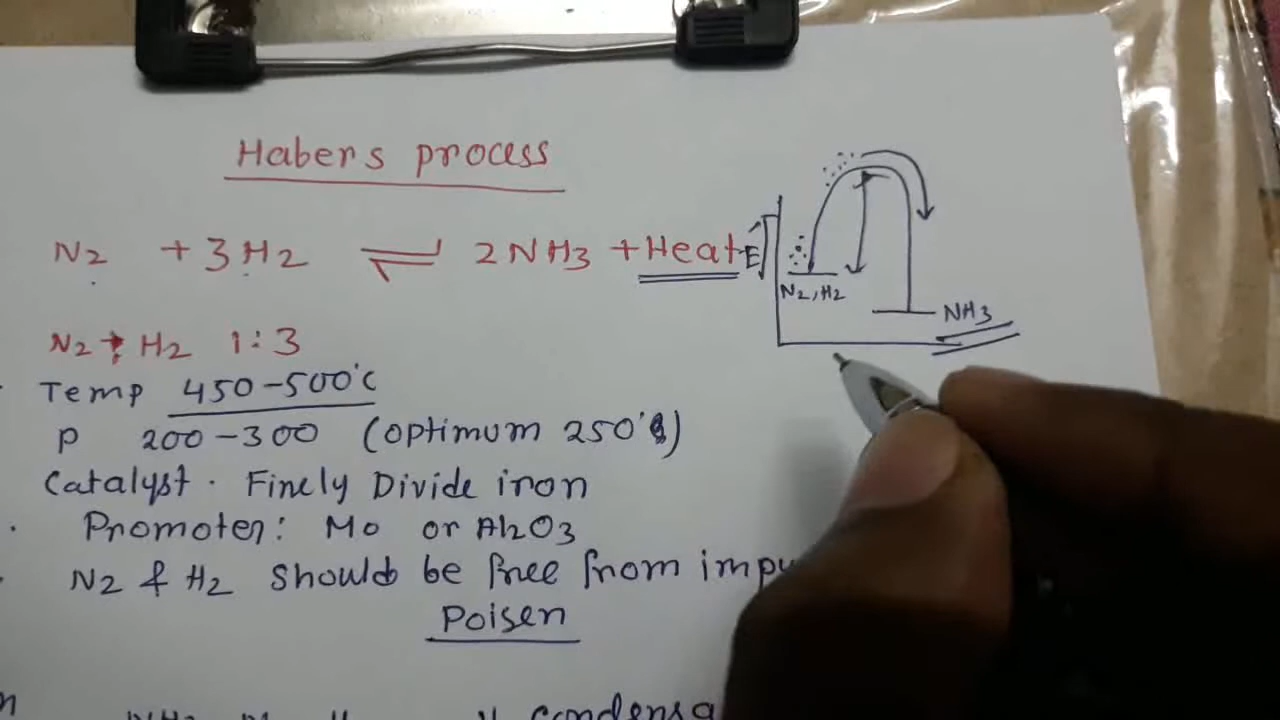 Habers process
N2 + 3H2 ⇌ 2NH3 + Heat
E
N2, H2
NH3
N2 : H2 1 : 3
Temp 450-500°C
P 200-300 (optimum 250
Catalyst . Finely Divide iron
Promoter: Mo or Al2O3
N2 & H2 should be free from
Poisen
condensa